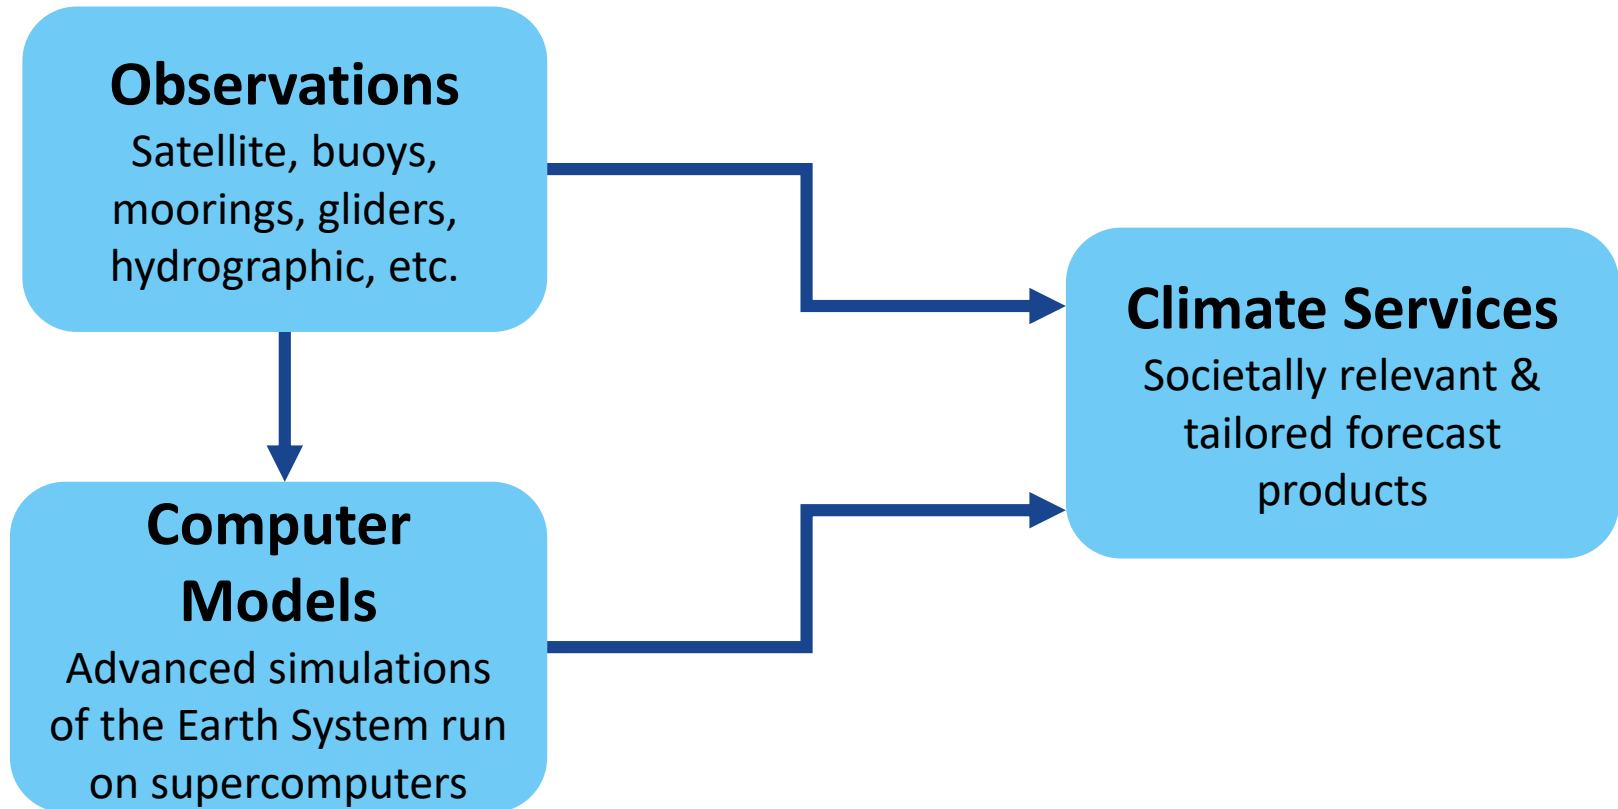 Observations
Satellite, buoys,
moorings, gliders,
hydrographic, etc.
Climate Services
Societally relevant &
tailored forecast
products
Computer
Models
Advanced simulations
of the Earth System run
on supercomputers